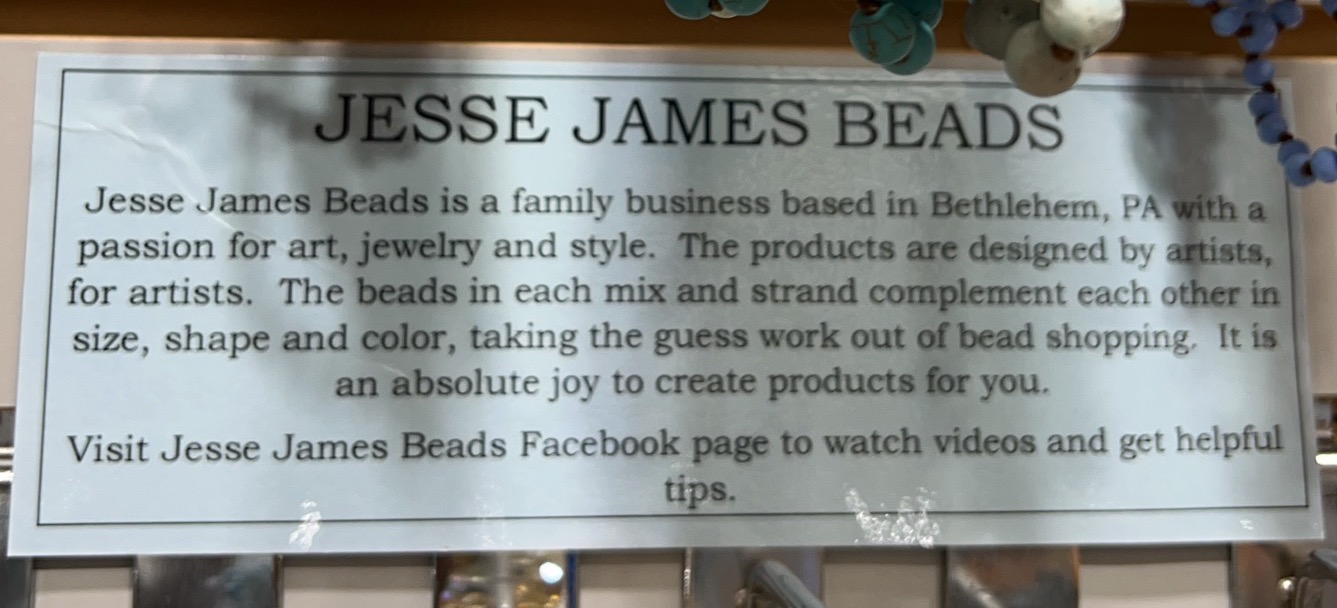 JESSE JAMES BEADS
Jesse James Beads is a family business based in Bethlehem, PA with a
passion for art, jewelry and style. The products are designed by artists,
for artists. The beads in each mix and strand complement each other in
size, shape and color, taking the guess work out of bead shopping. It is
an absolute joy to create products for you.
Visit Jesse James Beads Facebook page to watch videos and get helpful
tips.